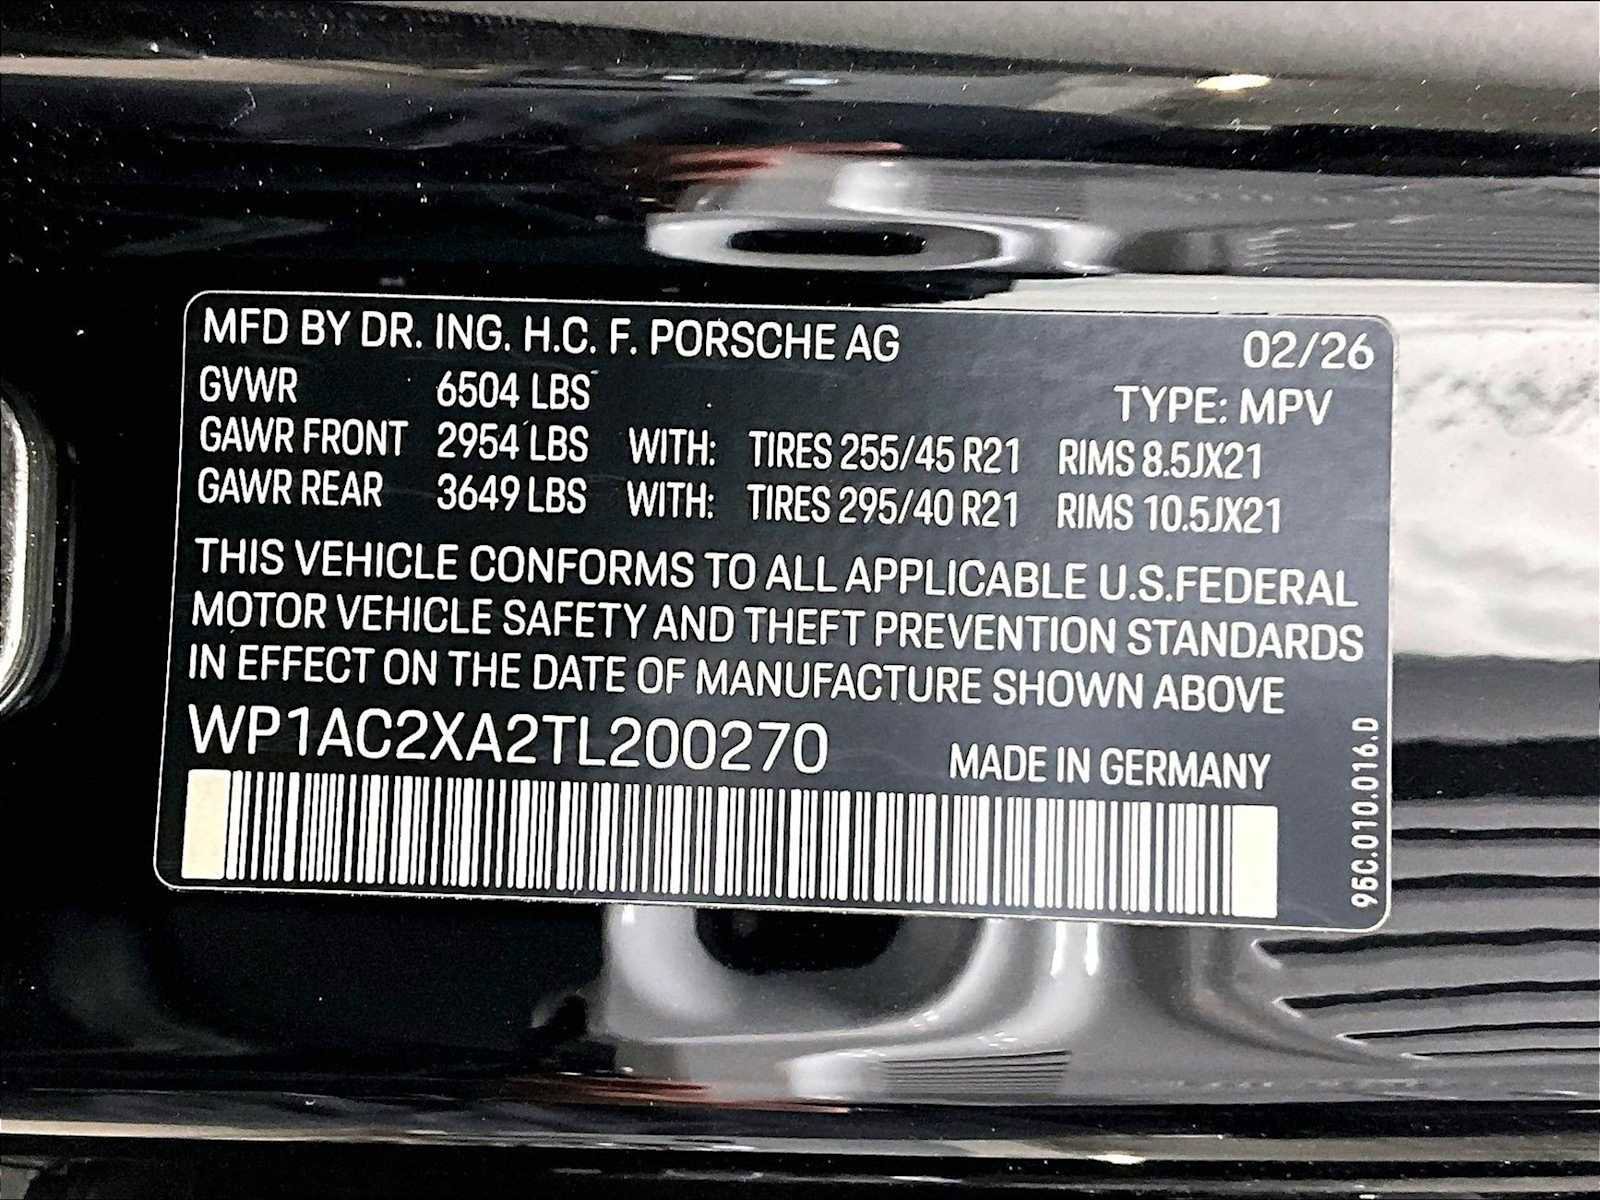 MFD BY DR. ING. H.C. F. PORSCHE AG 02/26
GVWR 6504 LBS TYPE: MPV
GAWR FRONT 2954 LBS WITH: TIRES 255/45 R21 RIMS 8.5JX21
GAWR REAR 3649 LBS WITH: TIRES 295/40 R21 RIMS 10.5JX21
THIS VEHICLE CONFORMS TO ALL APPLICABLE U.S.FEDERAL
MOTOR VEHICLE SAFETY AND THEFT PREVENTION STANDARDS
IN EFFECT ON THE DATE OF MANUFACTURE SHOWN ABOVE
WP1AC2XA2TL200270 MADE IN GERMANY
95C.010.016.D